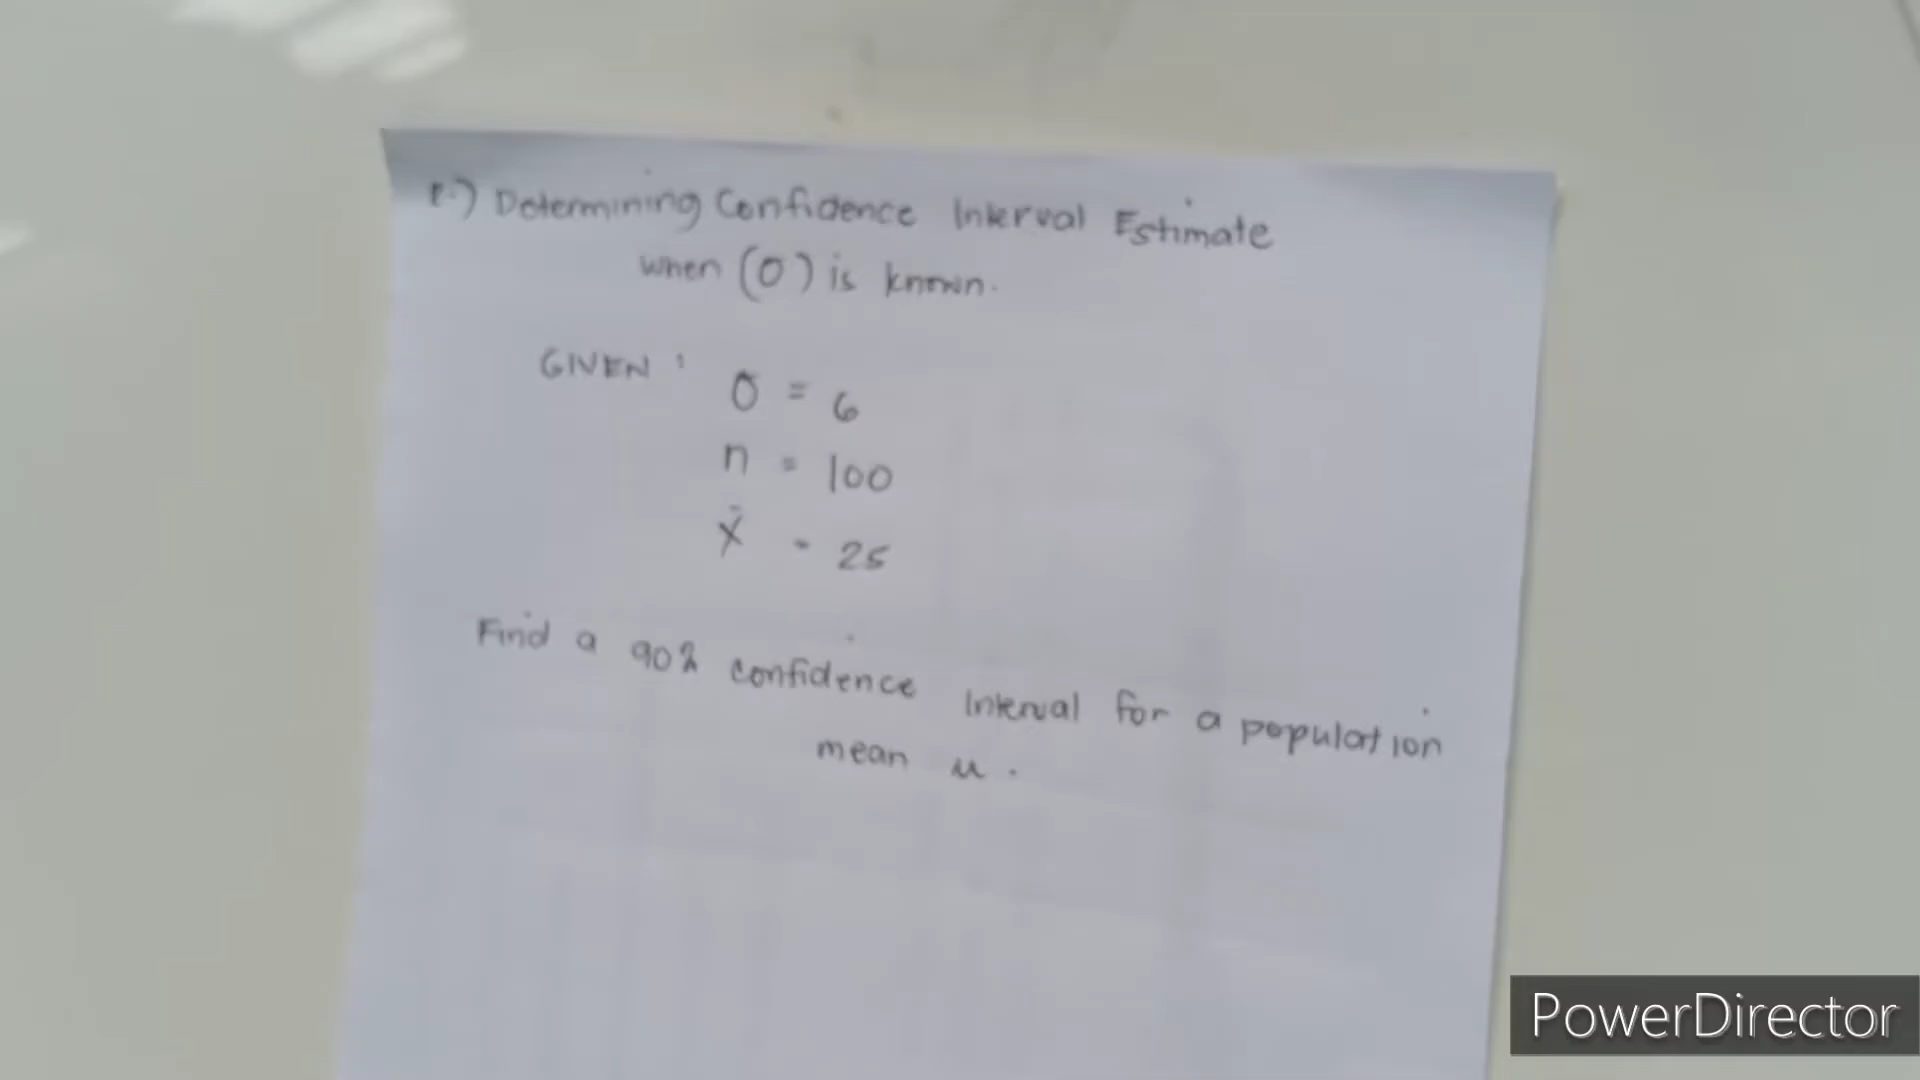 Determining Confidence Interval Estimate
when (σ) is known.
GIVEN :
σ = 6
n = 100
x̄ = 25
Find a 90% confidence interval for a population
mean u.
PowerDirector